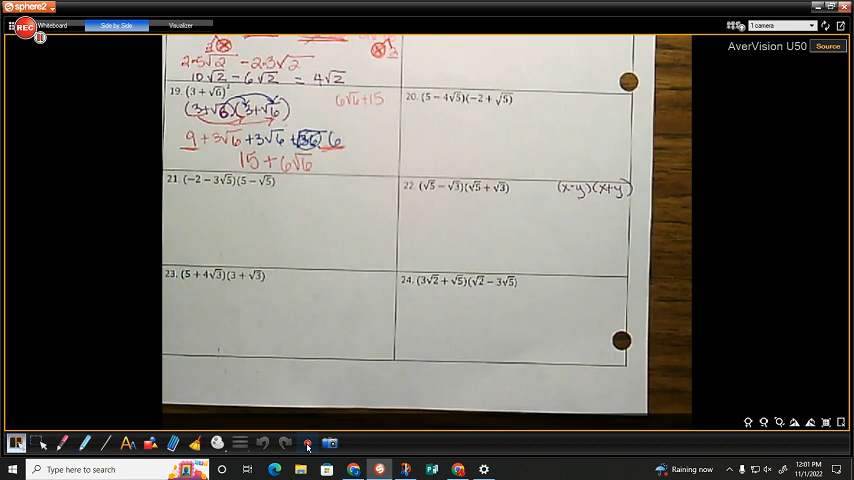 sphere2
REC
Whiteboard
Side by Side
Visualizer
1 camera
AverVision U50
Source
2·5√2 - 2·3√2
10√2 - 6√2 = 4√2
19. (3 + √6)²
(3+√6)(3+√6)
6√6+15
9 + 3√6 +3√6 +√36 6
15 + 6√6
20. (5 − 4√5)(−2 + √5)
21. (−2 − 3√5)(5 − √5)
22. (√5 − √3)(√5 + √3)
(x-y)(x+y)
23. (5 + 4√3)(3 + √3)
24. (3√2 + √5)(√2 − 3√5)
Type here to search
Raining now
12:01 PM
11/1/2022